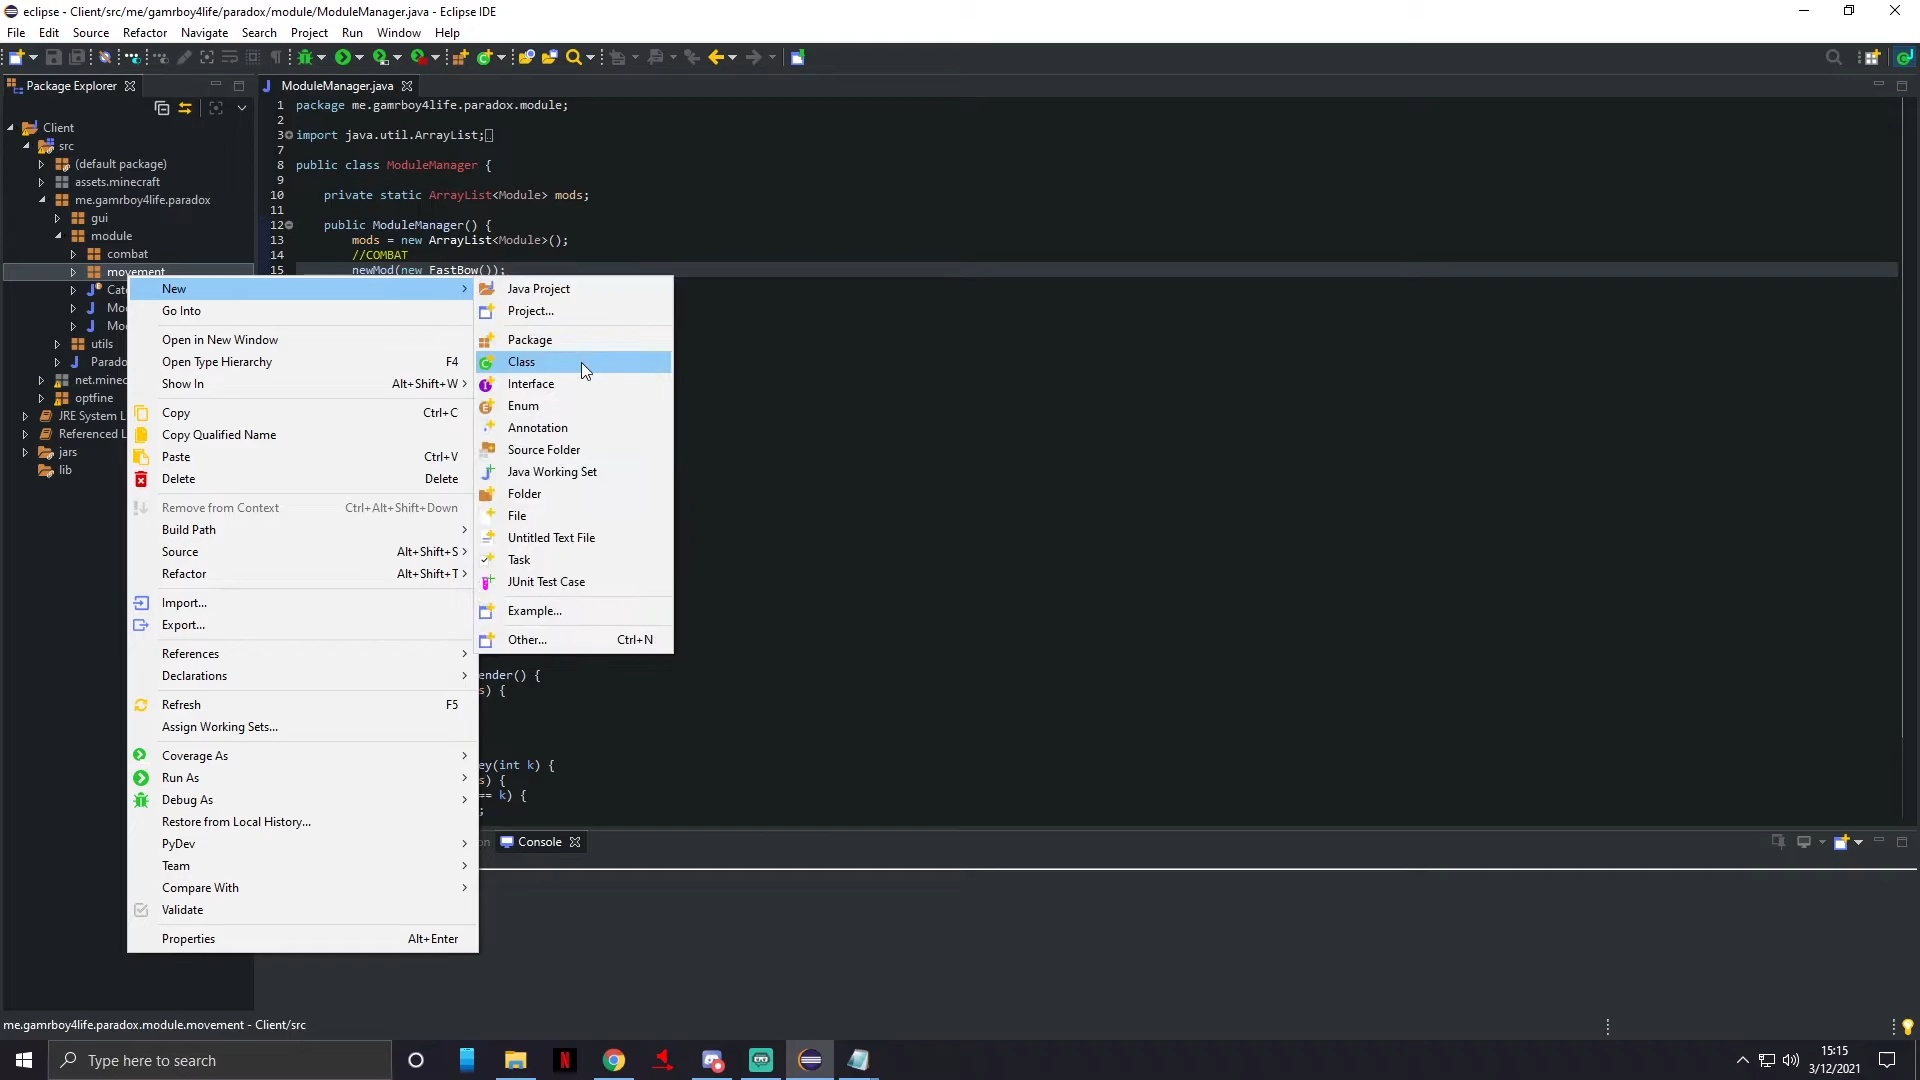 eclipse - Client/src/me/gamrboy4life/paradox/module/ModuleManager.java - Eclipse IDE
File Edit Source Refactor Navigate Search Project Run Window Help
Package Explorer
ModuleManager.java
Client
src
(default package)
assets.minecraft
me.gamrboy4life.paradox
gui
module
combat
movement
Cate
Mo
Mo
utils
Parado
net.minec
optfine
JRE System L
Referenced L
jars
lib
1 package me.gamrboy4life.paradox.module;
2
3 import java.util.ArrayList;
7
8 public class ModuleManager {
9
10 private static ArrayList<Module> mods;
11
12 public ModuleManager() {
13 mods = new ArrayList<Module>();
14 //COMBAT
15 newMod(new FastBow());
ender() {
s) {
ey(int k) {
s) {
== k) {
;
New
Go Into
Open in New Window
Open Type Hierarchy F4
Show In Alt+Shift+W
Copy Ctrl+C
Copy Qualified Name
Paste Ctrl+V
Delete Delete
Remove from Context Ctrl+Alt+Shift+Down
Build Path
Source Alt+Shift+S
Refactor Alt+Shift+T
Import...
Export...
References
Declarations
Refresh F5
Assign Working Sets...
Coverage As
Run As
Debug As
Restore from Local History...
PyDev
Team
Compare With
Validate
Properties Alt+Enter
Java Project
Project...
Package
Class
Interface
Enum
Annotation
Source Folder
Java Working Set
Folder
File
Untitled Text File
Task
JUnit Test Case
Example...
Other... Ctrl+N
on
Console
me.gamrboy4life.paradox.module.movement - Client/src
Type here to search
15:15
3/12/2021